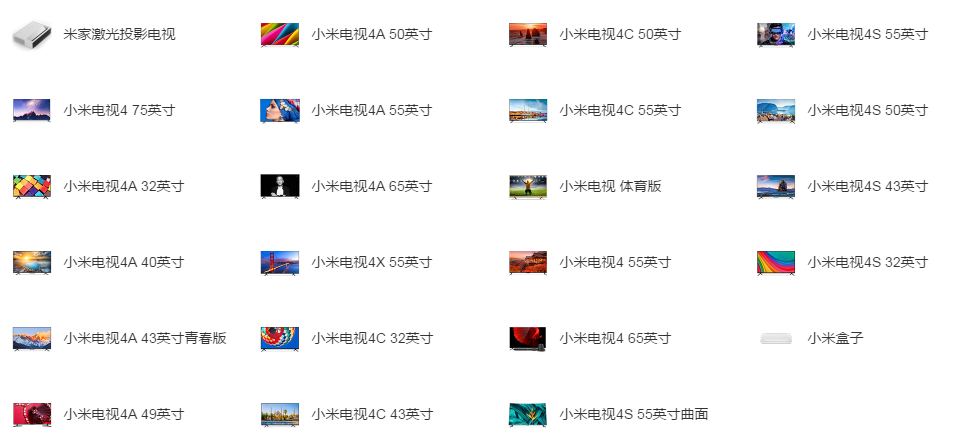 米家激光投影电视
小米电视4 75英寸
小米电视4A 32英寸
小米电视4A 40英寸
小米电视4A 43英寸青春版
小米电视4A 49英寸
小米电视4A 50英寸
小米电视4A 55英寸
小米电视4A 65英寸
小米电视4X 55英寸
小米电视4C 32英寸
小米电视4C 43英寸
小米电视4C 50英寸
小米电视4C 55英寸
小米电视 体育版
小米电视4 55英寸
小米电视4 65英寸
小米电视4S 55英寸曲面
小米电视4S 55英寸
小米电视4S 50英寸
小米电视4S 43英寸
小米电视4S 32英寸
小米盒子